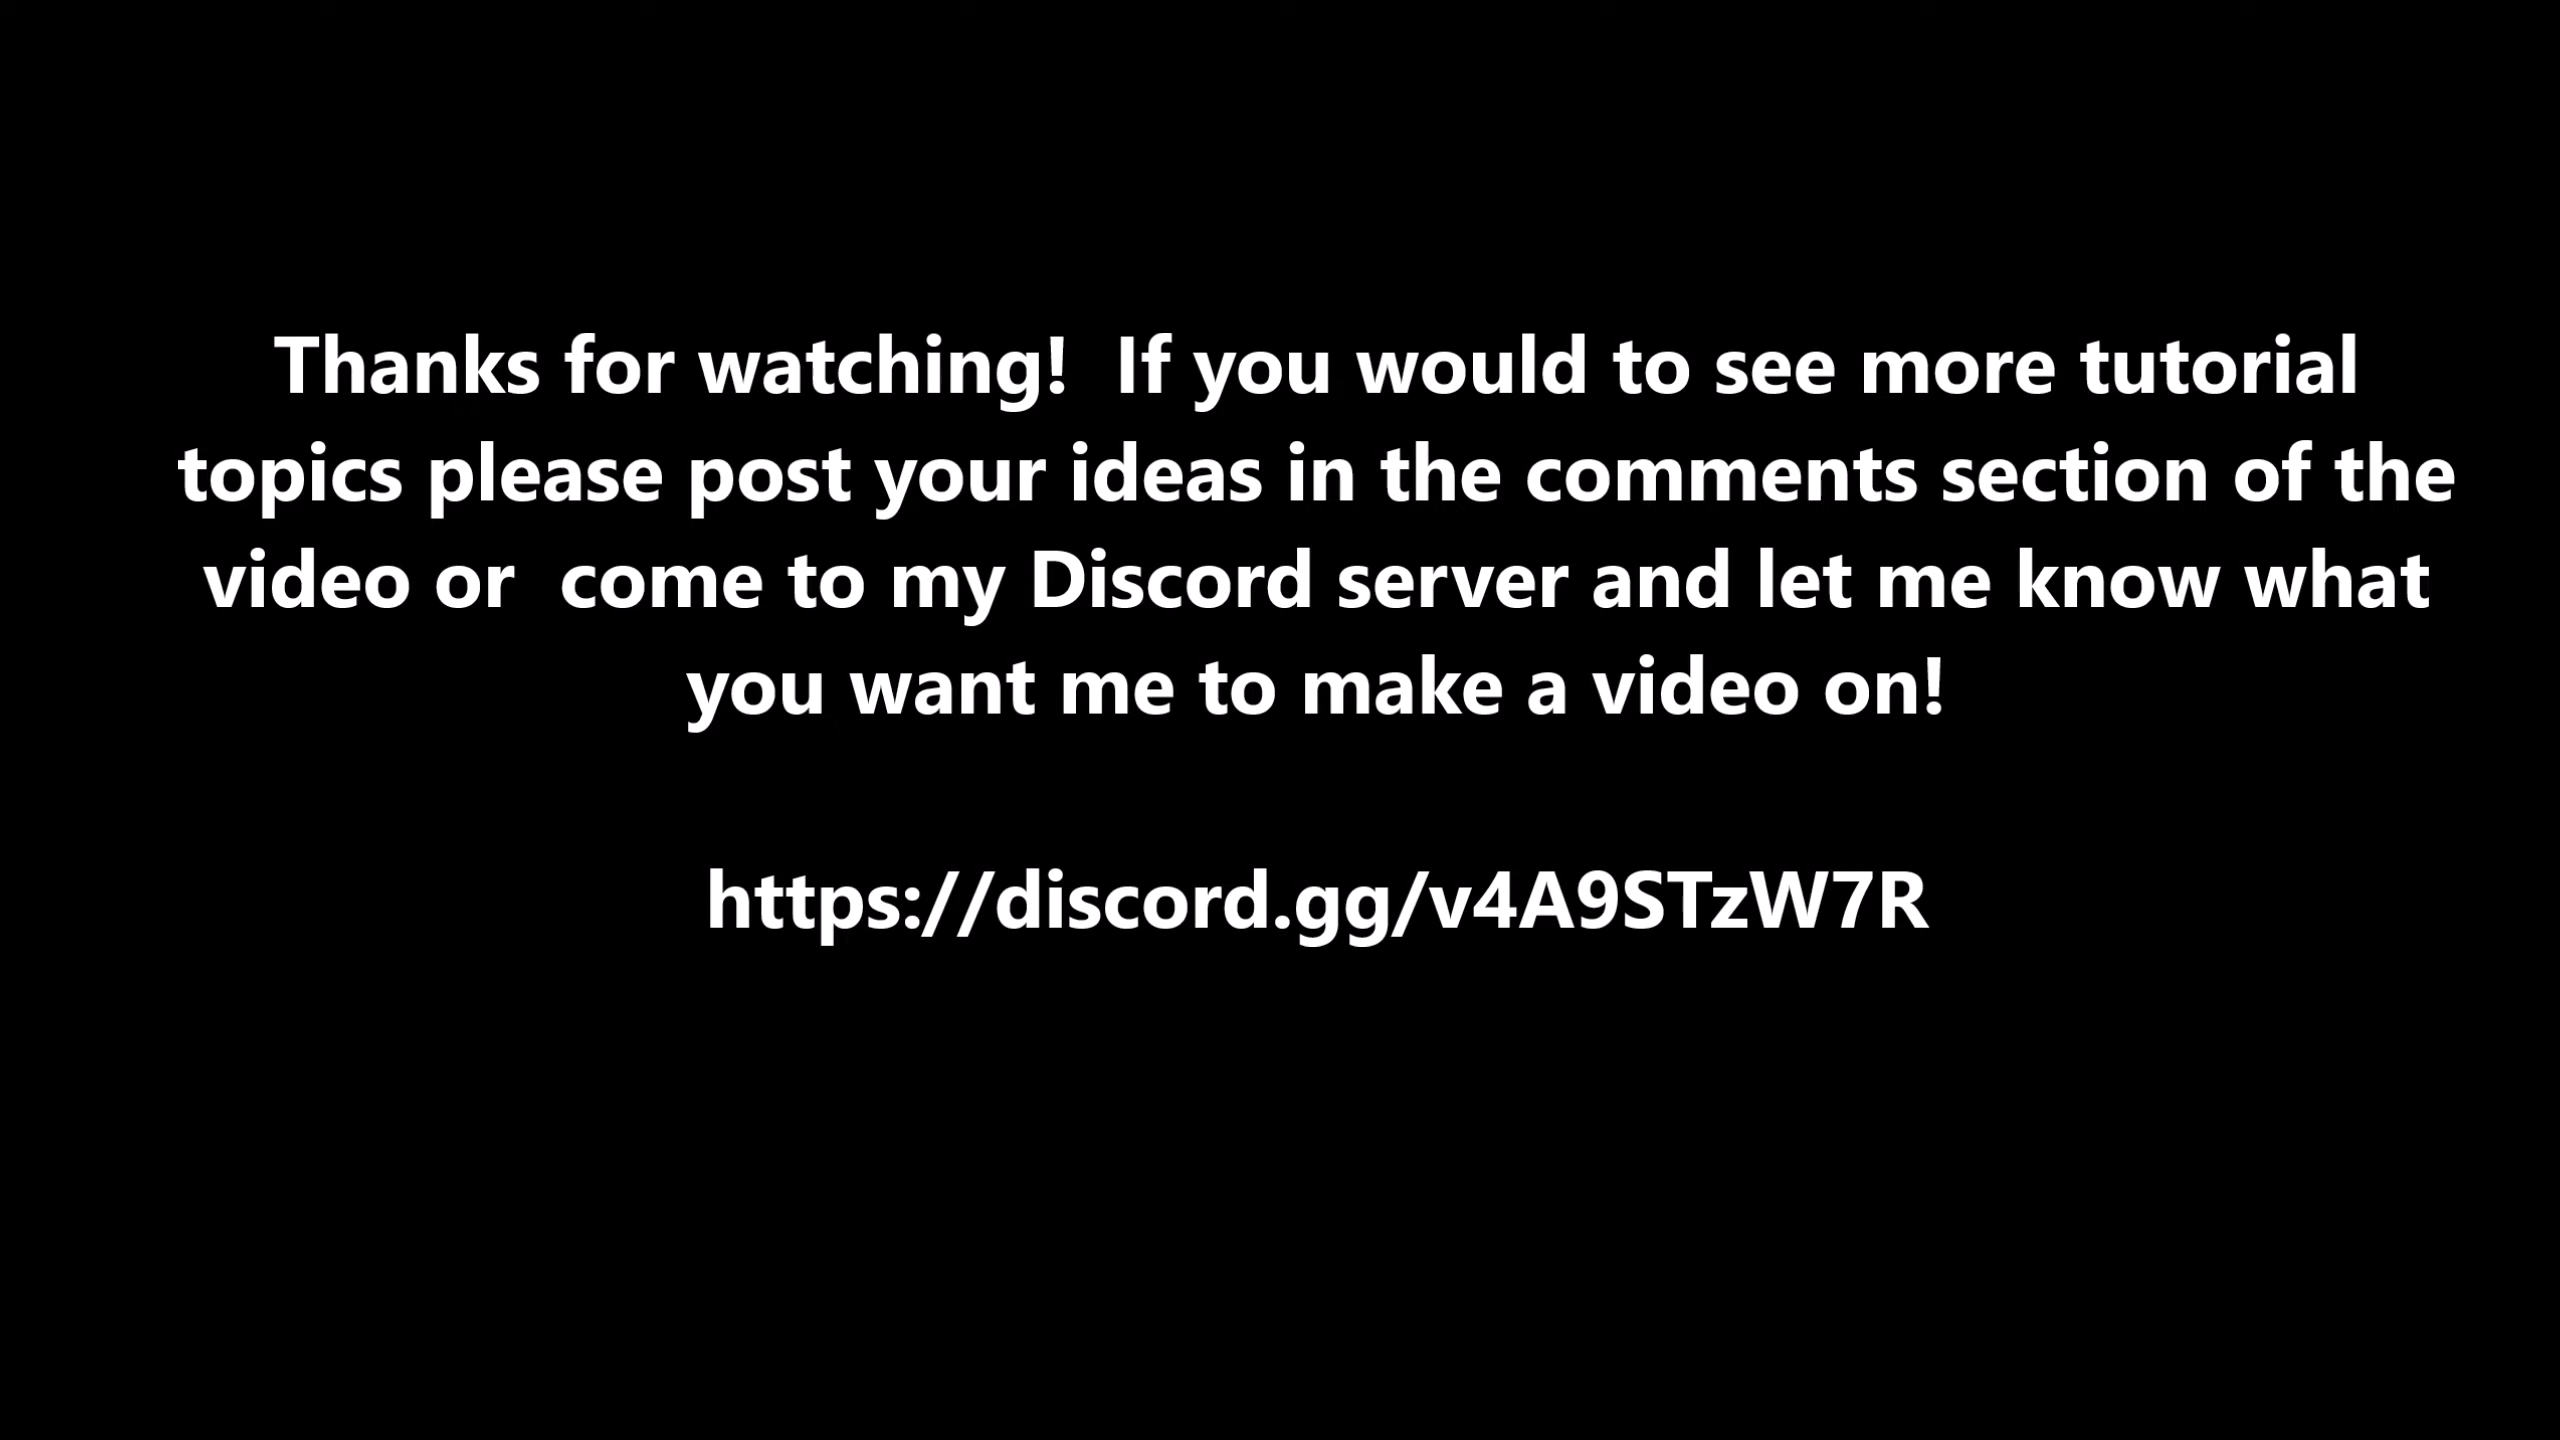 Thanks for watching!  If you would to see more tutorial
topics please post your ideas in the comments section of the
video or  come to my Discord server and let me know what
you want me to make a video on!
https://discord.gg/v4A9STzW7R